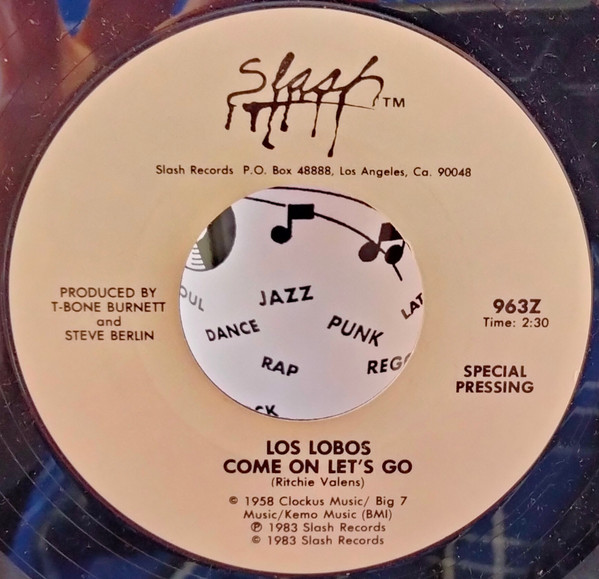 Slash TM
Slash Records P.O. Box 48888, Los Angeles, Ca. 90048
PRODUCED BY
T-BONE BURNETT
and
STEVE BERLIN
JAZZ
DANCE
PUNK
RAP
963Z
Time: 2:30
SPECIAL
PRESSING
LOS LOBOS
COME ON LET'S GO
(Ritchie Valens)
© 1958 Clockus Music/ Big 7
Music/Kemo Music (BMI)
℗ 1983 Slash Records
© 1983 Slash Records